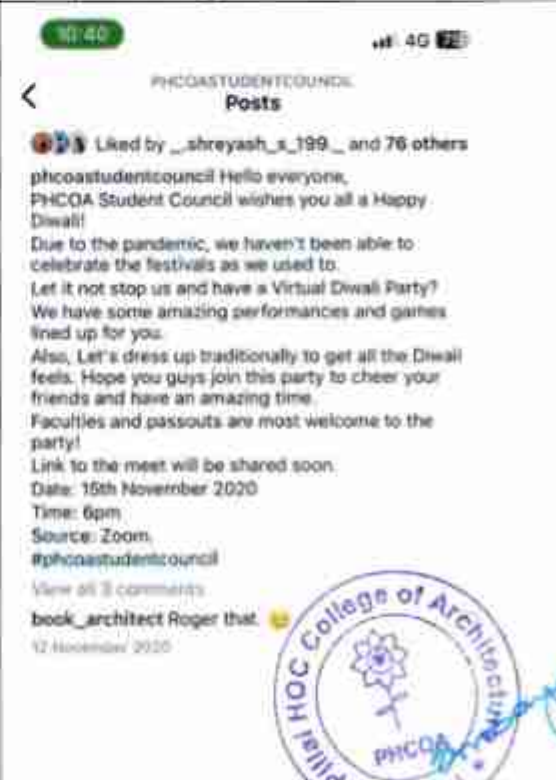 10:40
4G
PHCOASTUDENTCOUNCIL
Posts
Liked by _.shreyash_s_199._ and 76 others
phcoastudentcouncil Hello everyone,
PHCOA Student Council wishes you all a Happy
Diwali!
Due to the pandemic, we haven't been able to
celebrate the festivals as we used to.
Let it not stop us and have a Virtual Diwali Party?
We have some amazing performances and games
lined up for you.
Also, Let's dress up traditionally to get all the Diwali
feels. Hope you guys join this party to cheer your
friends and have an amazing time.
Faculties and passouts are most welcome to the
party!
Link to the meet will be shared soon.
Date: 15th November 2020
Time: 6pm
Source: Zoom.
#phcoastudentcouncil
View all 3 comments
book_architect Roger that.
12 November 2020
Pillai HOC College of Architecture
PHCOA